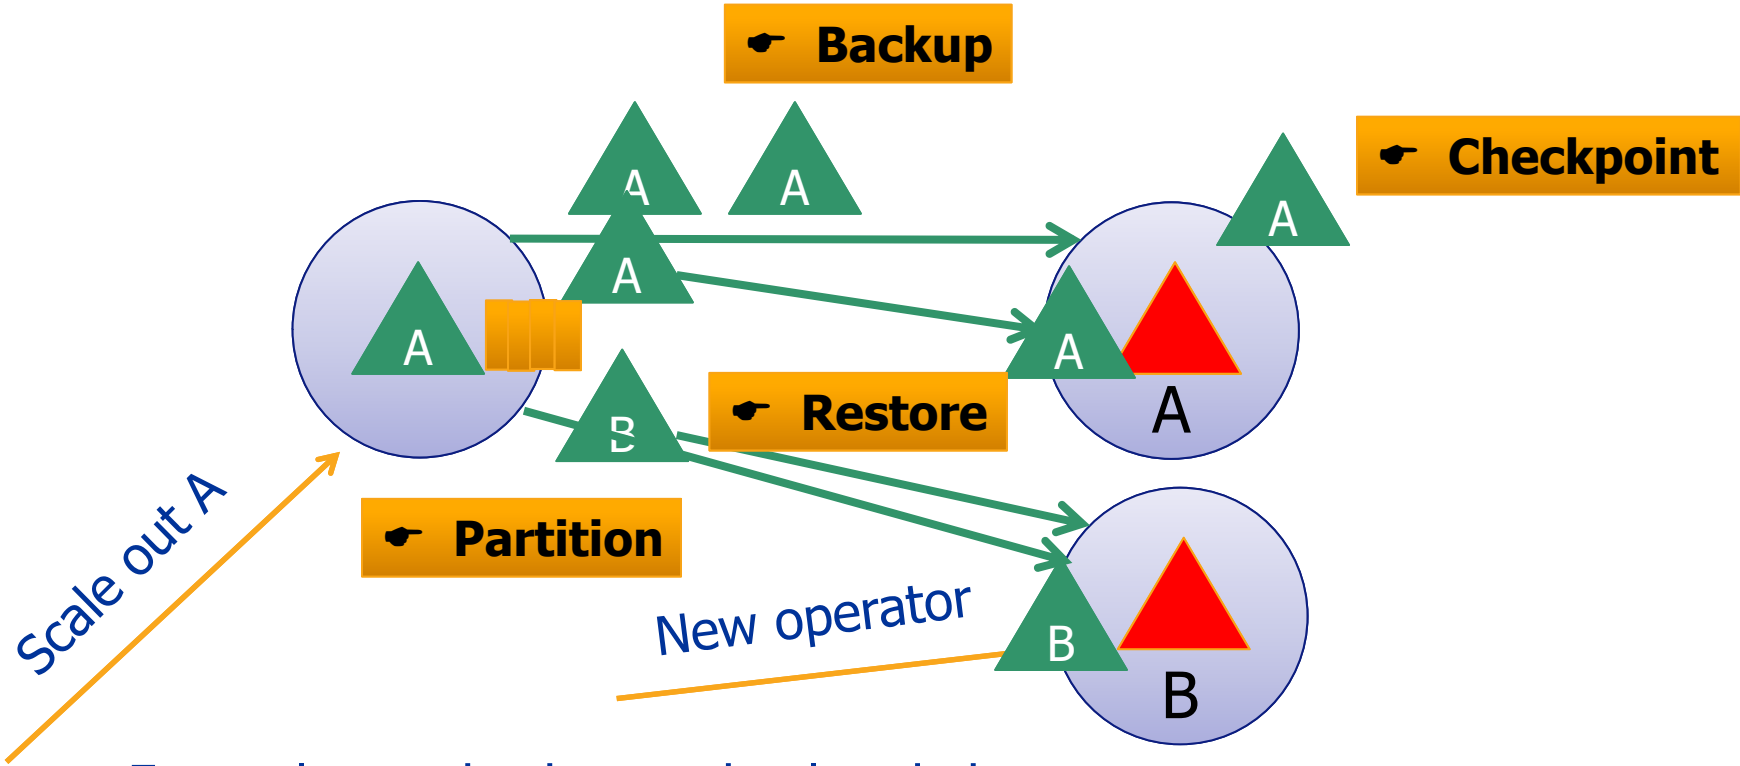 ☛ Backup
☛ Checkpoint
A
A
A
A
A
A
A
☛ Restore
B
Scale out A
☛ Partition
New operator
B
B